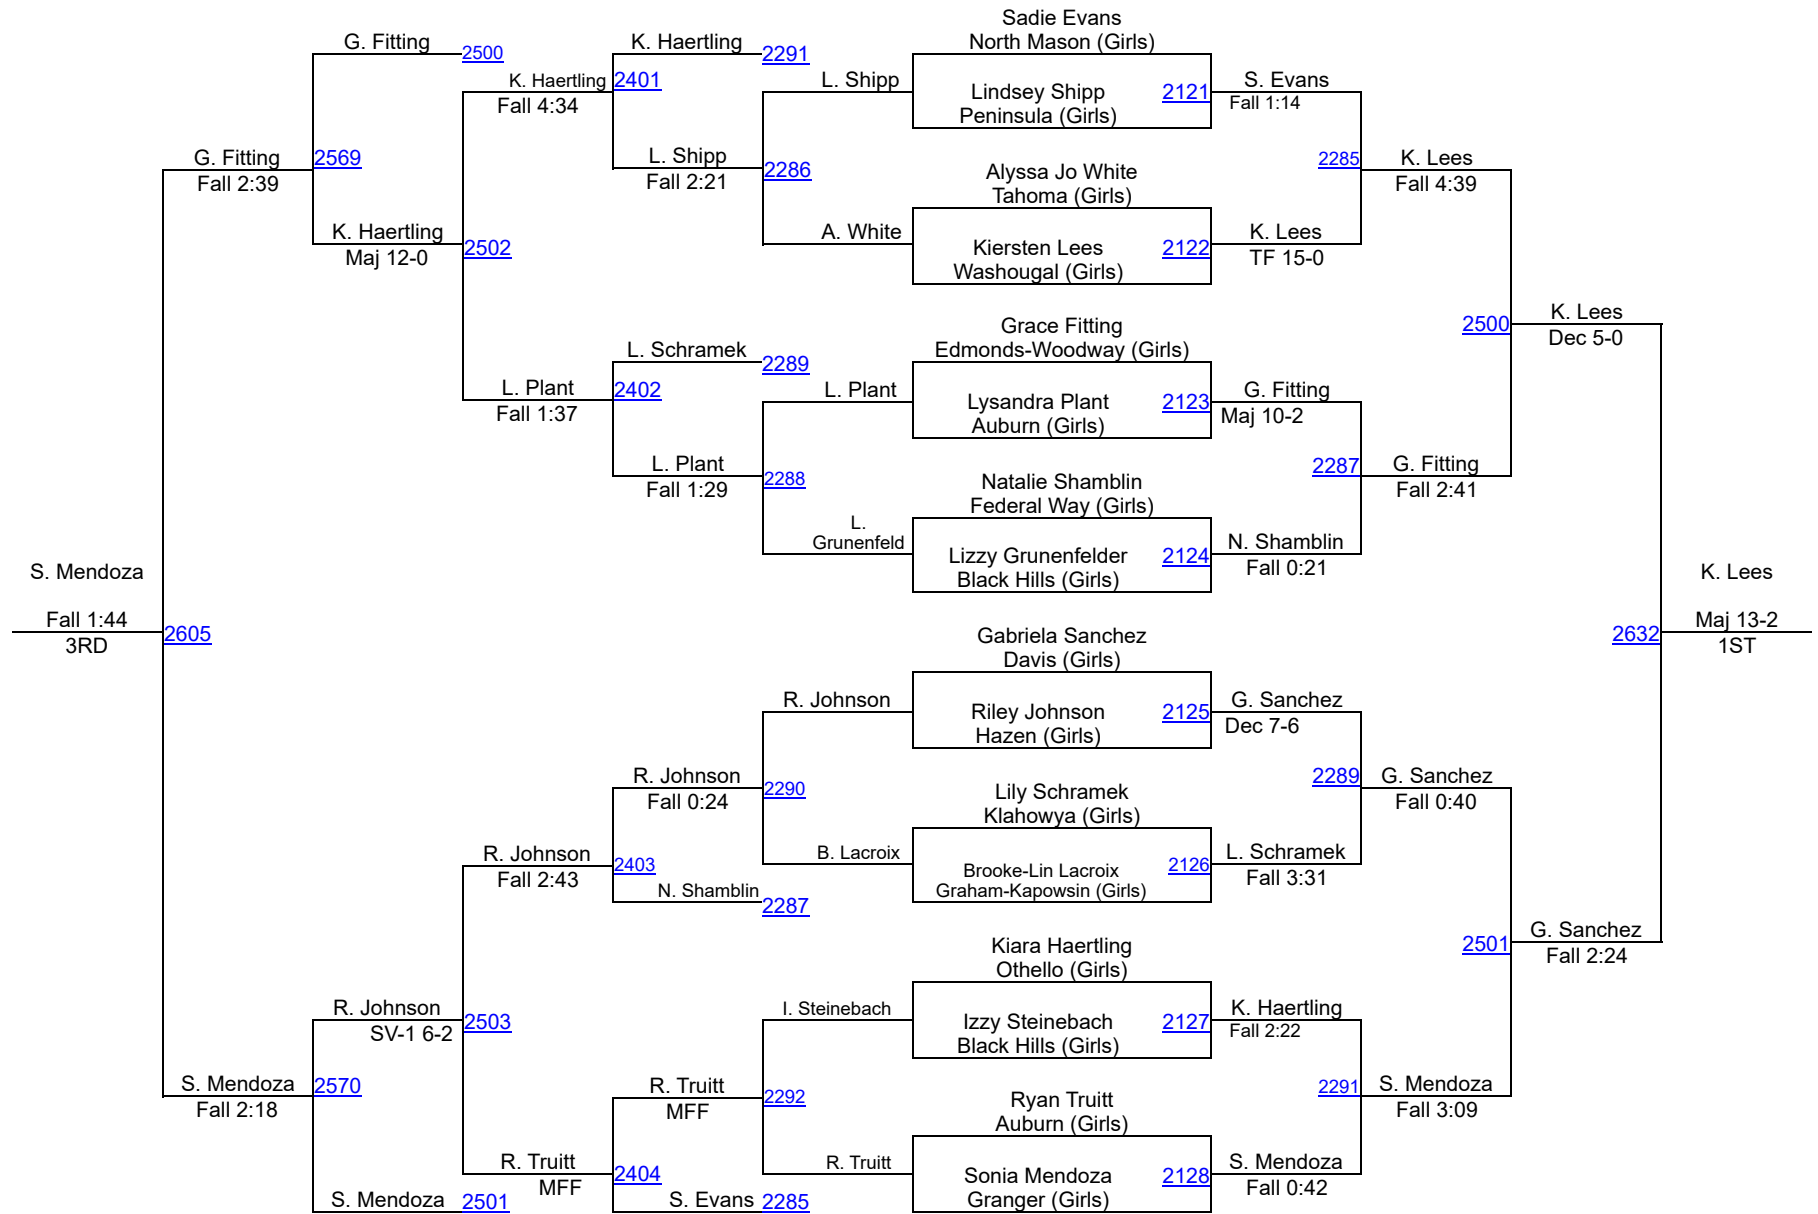 Sadie Evans
G. Fitting
2500
K. Haertling
2291
North Mason (Girls)
K. Haertling
2401
L. Shipp
Lindsey Shipp
2121
S. Evans
Fall 4:34
Peninsula (Girls)
Fall 1:14
G. Fitting
2569
L. Shipp
2286
Alyssa Jo White
2285
K. Lees
Fall 2:39
Fall 2:21
Tahoma (Girls)
Fall 4:39
K. Haertling
2502
A. White
Kiersten Lees
2122
K. Lees
Maj 12-0
Washougal (Girls)
TF 15-0
Grace Fitting
2500
K. Lees
L. Schramek
2289
Edmonds-Woodway (Girls)
Dec 5-0
L. Plant
2402
L. Plant
Lysandra Plant
2123
G. Fitting
Fall 1:37
Auburn (Girls)
Maj 10-2
L. Plant
2288
Natalie Shamblin
2287
G. Fitting
Fall 1:29
Federal Way (Girls)
Fall 2:41
L.
Grunenfeld
Lizzy Grunenfelder
2124
N. Shamblin
Black Hills (Girls)
Fall 0:21
S. Mendoza
K. Lees
Fall 1:44
2605
Gabriela Sanchez
2632
Maj 13-2
3RD
Davis (Girls)
1ST
R. Johnson
Riley Johnson
2125
G. Sanchez
Hazen (Girls)
Dec 7-6
R. Johnson
2290
Lily Schramek
2289
G. Sanchez
Fall 0:24
Klahowya (Girls)
Fall 0:40
R. Johnson
2403
B. Lacroix
Brooke-Lin Lacroix
2126
L. Schramek
Fall 2:43
N. Shamblin
2287
Graham-Kapowsin (Girls)
Fall 3:31
Kiara Haertling
2501
G. Sanchez
Othello (Girls)
Fall 2:24
R. Johnson
2503
I. Steinebach
Izzy Steinebach
2127
K. Haertling
SV-1 6-2
Black Hills (Girls)
Fall 2:22
S. Mendoza
2570
R. Truitt
2292
Ryan Truitt
2291
S. Mendoza
Fall 2:18
MFF
Auburn (Girls)
Fall 3:09
R. Truitt
2404
R. Truitt
Sonia Mendoza
2128
S. Mendoza
MFF
Granger (Girls)
Fall 0:42
S. Mendoza
2501
S. Evans
2285